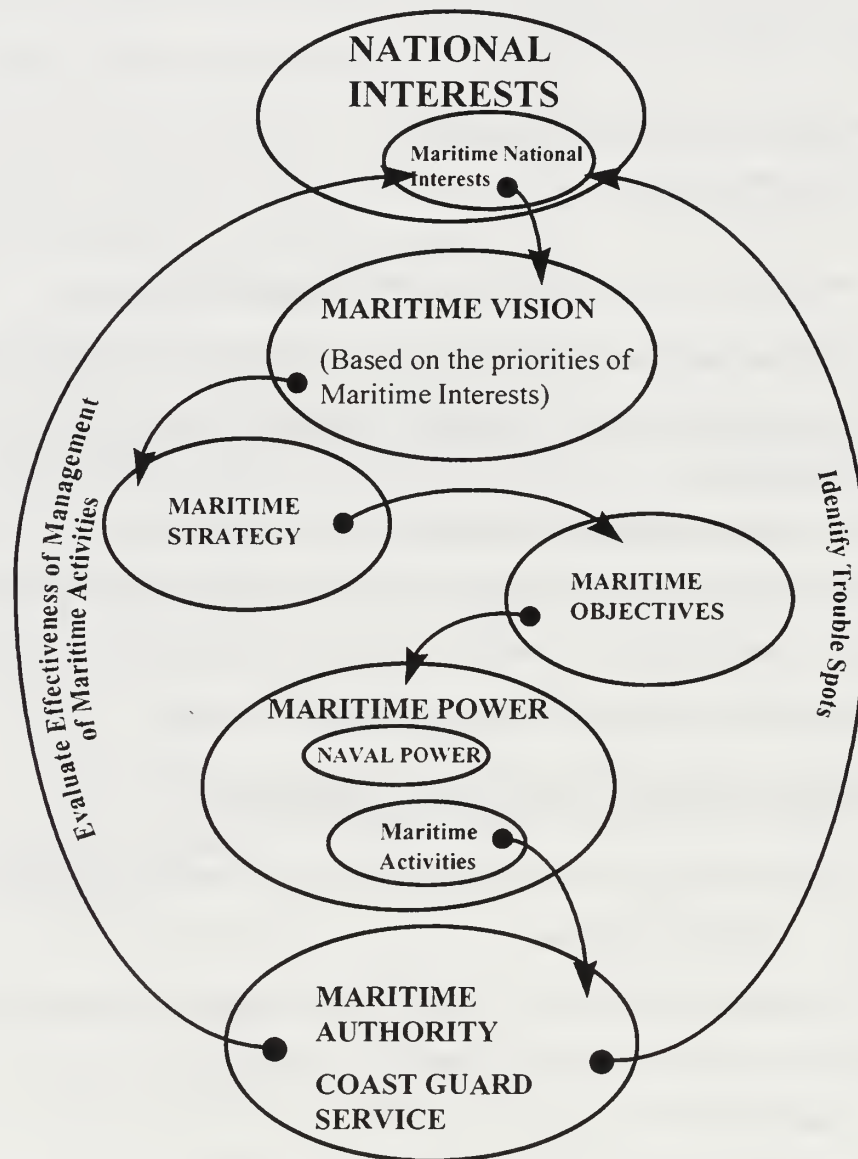 NATIONAL
INTERESTS
Maritime National
Interests
MARITIME VISION
(Based on the priorities of
Maritime Interests)
MARITIME
STRATEGY
MARITIME
OBJECTIVES
MARITIME POWER
NAVAL POWER
Maritime
Activities
MARITIME
AUTHORITY
COAST GUARD
SERVICE
Evaluate Effectiveness of Management
of Maritime Activities
Identify Trouble Spots